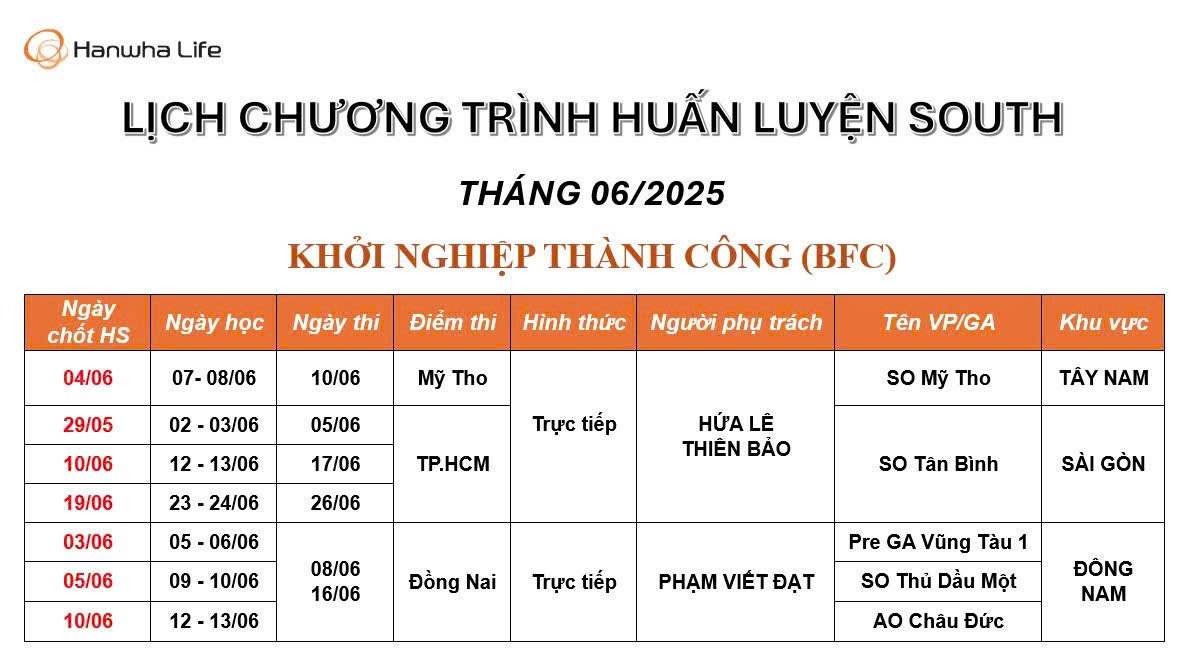 Hanwha Life
LỊCH CHƯƠNG TRÌNH HUẤN LUYỆN SOUTH
THÁNG 06/2025
KHỞI NGHIỆP THÀNH CÔNG (BFC)
Ngày chốt HS Ngày học Ngày thi Điểm thi Hình thức Người phụ trách Tên VP/GA Khu vực
04/06 07- 08/06 10/06 Mỹ Tho Trực tiếp HỨA LÊ THIÊN BẢO SO Mỹ Tho TÂY NAM
29/05 02 - 03/06 05/06 TP.HCM SO Tân Bình SÀI GÒN
10/06 12 - 13/06 17/06
19/06 23 - 24/06 26/06
03/06 05 - 06/06 08/06 16/06 Đồng Nai Trực tiếp PHẠM VIẾT ĐẠT Pre GA Vũng Tàu 1 ĐÔNG NAM
05/06 09 - 10/06 SO Thủ Dầu Một
10/06 12 - 13/06 AO Châu Đức